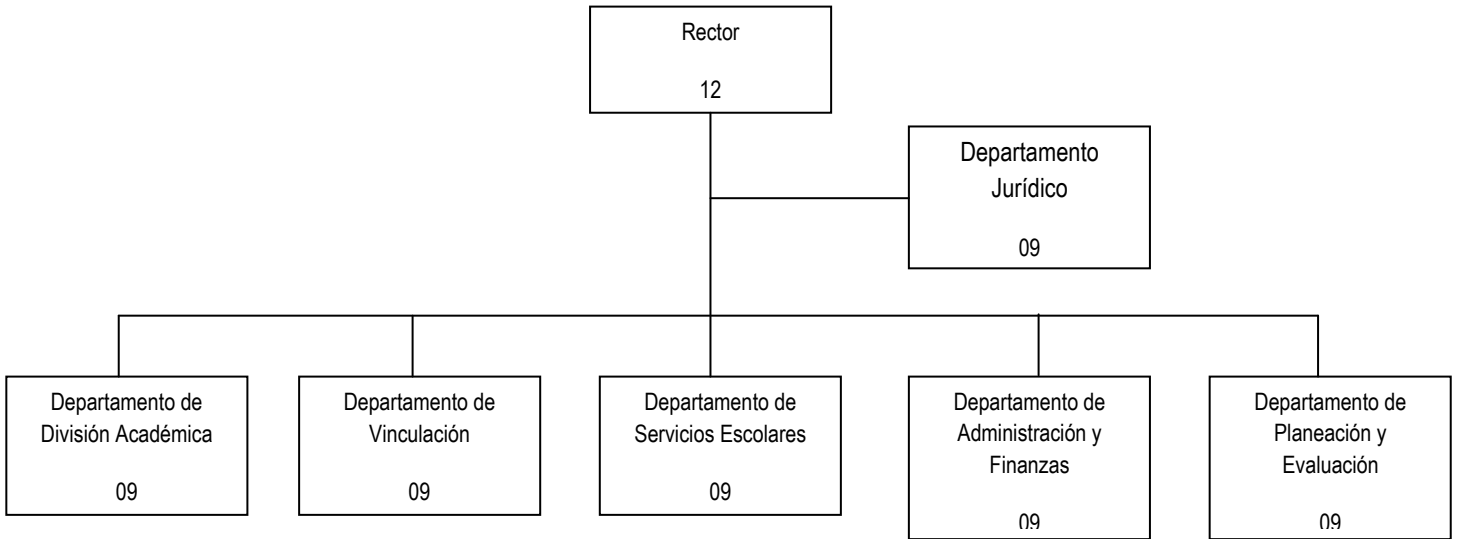 Rector
12
Departamento
Jurídico
09
Departamento de
División Académica
09
Departamento de
Vinculación
09
Departamento de
Servicios Escolares
09
Departamento de
Administración y
Finanzas
09
Departamento de
Planeación y
Evaluación
09